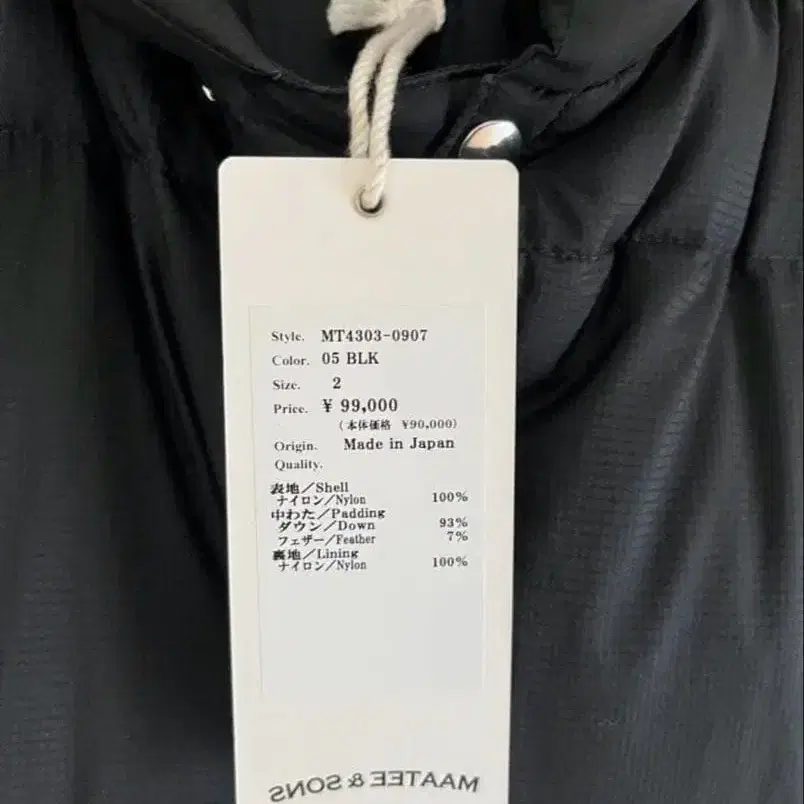 Style. MT4303-0907
Color. 05 BLK
Size. 2
Price. ¥ 99,000
(本体価格 ¥90,000)
Origin. Made in Japan
Quality.
表地/Shell
ナイロン/Nylon 100%
中わた/Padding
ダウン/Down 93%
フェザー/Feather 7%
裏地/Lining
ナイロン/Nylon 100%
MAATEE & SONS